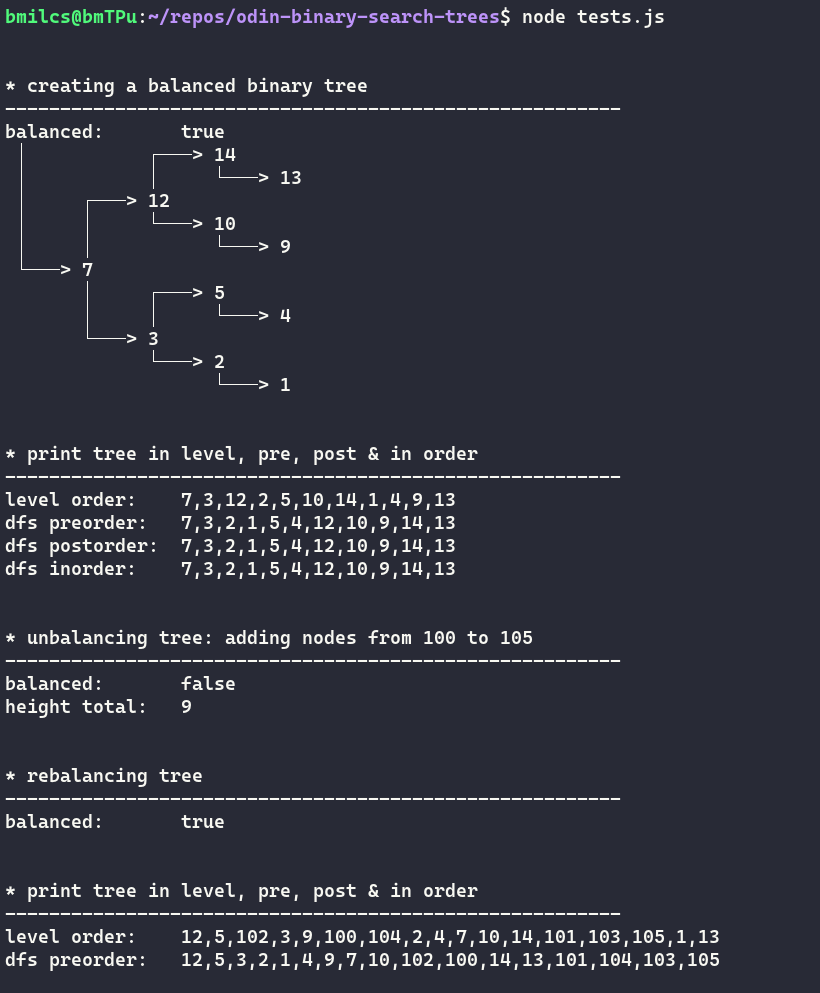 bmilcs@bmTPu:~/repos/odin-binary-search-trees$ node tests.js
* creating a balanced binary tree
--------------------------------------------------------
balanced:       true
14
13
12
10
9
7
5
4
3
2
1
* print tree in level, pre, post & in order
--------------------------------------------------------
level order:    7,3,12,2,5,10,14,1,4,9,13
dfs preorder:   7,3,2,1,5,4,12,10,9,14,13
dfs postorder:  7,3,2,1,5,4,12,10,9,14,13
dfs inorder:    7,3,2,1,5,4,12,10,9,14,13
* unbalancing tree: adding nodes from 100 to 105
--------------------------------------------------------
balanced:       false
height total:   9
* rebalancing tree
--------------------------------------------------------
balanced:       true
* print tree in level, pre, post & in order
--------------------------------------------------------
level order:    12,5,102,3,9,100,104,2,4,7,10,14,101,103,105,1,13
dfs preorder:   12,5,3,2,1,4,9,7,10,102,100,14,13,101,104,103,105